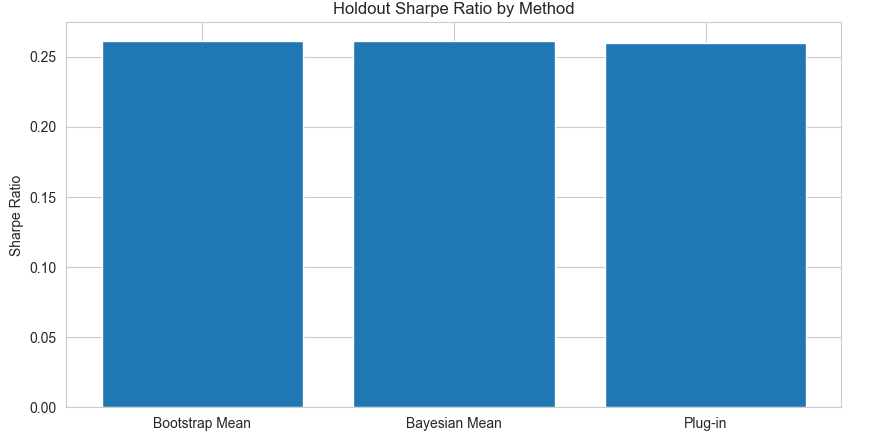 Holdout Sharpe Ratio by Method
Sharpe Ratio
0.25
0.20
0.15
0.10
0.05
0.00
Bootstrap Mean
Bayesian Mean
Plug-in